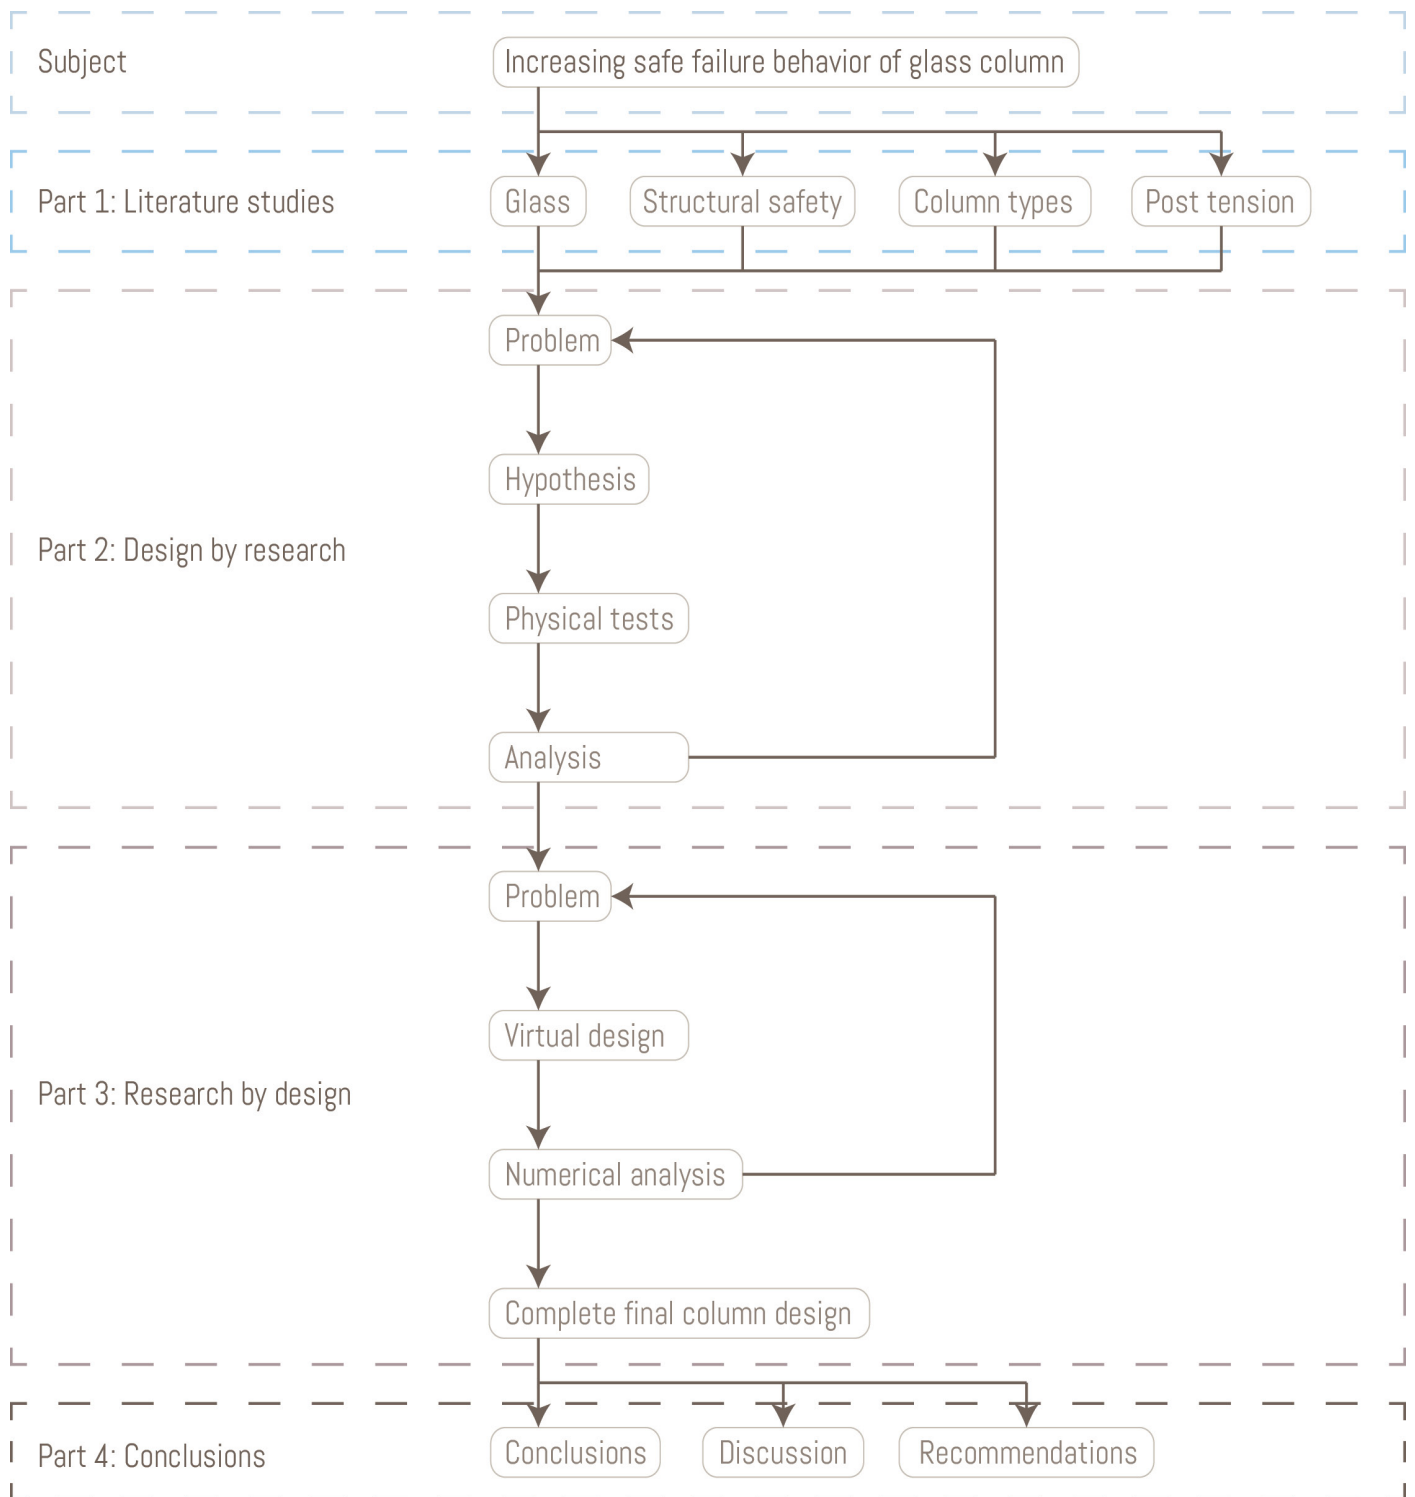 Subject
Increasing safe failure behavior of glass column
Part 1: Literature studies
Glass
Structural safety
Column types
Post tension
Problem
Hypothesis
Part 2: Design by research
Physical tests
Analysis
Problem
Virtual design
Part 3: Research by design
Numerical analysis
Complete final column design
Part 4: Conclusions
Conclusions
Discussion
Recommendations